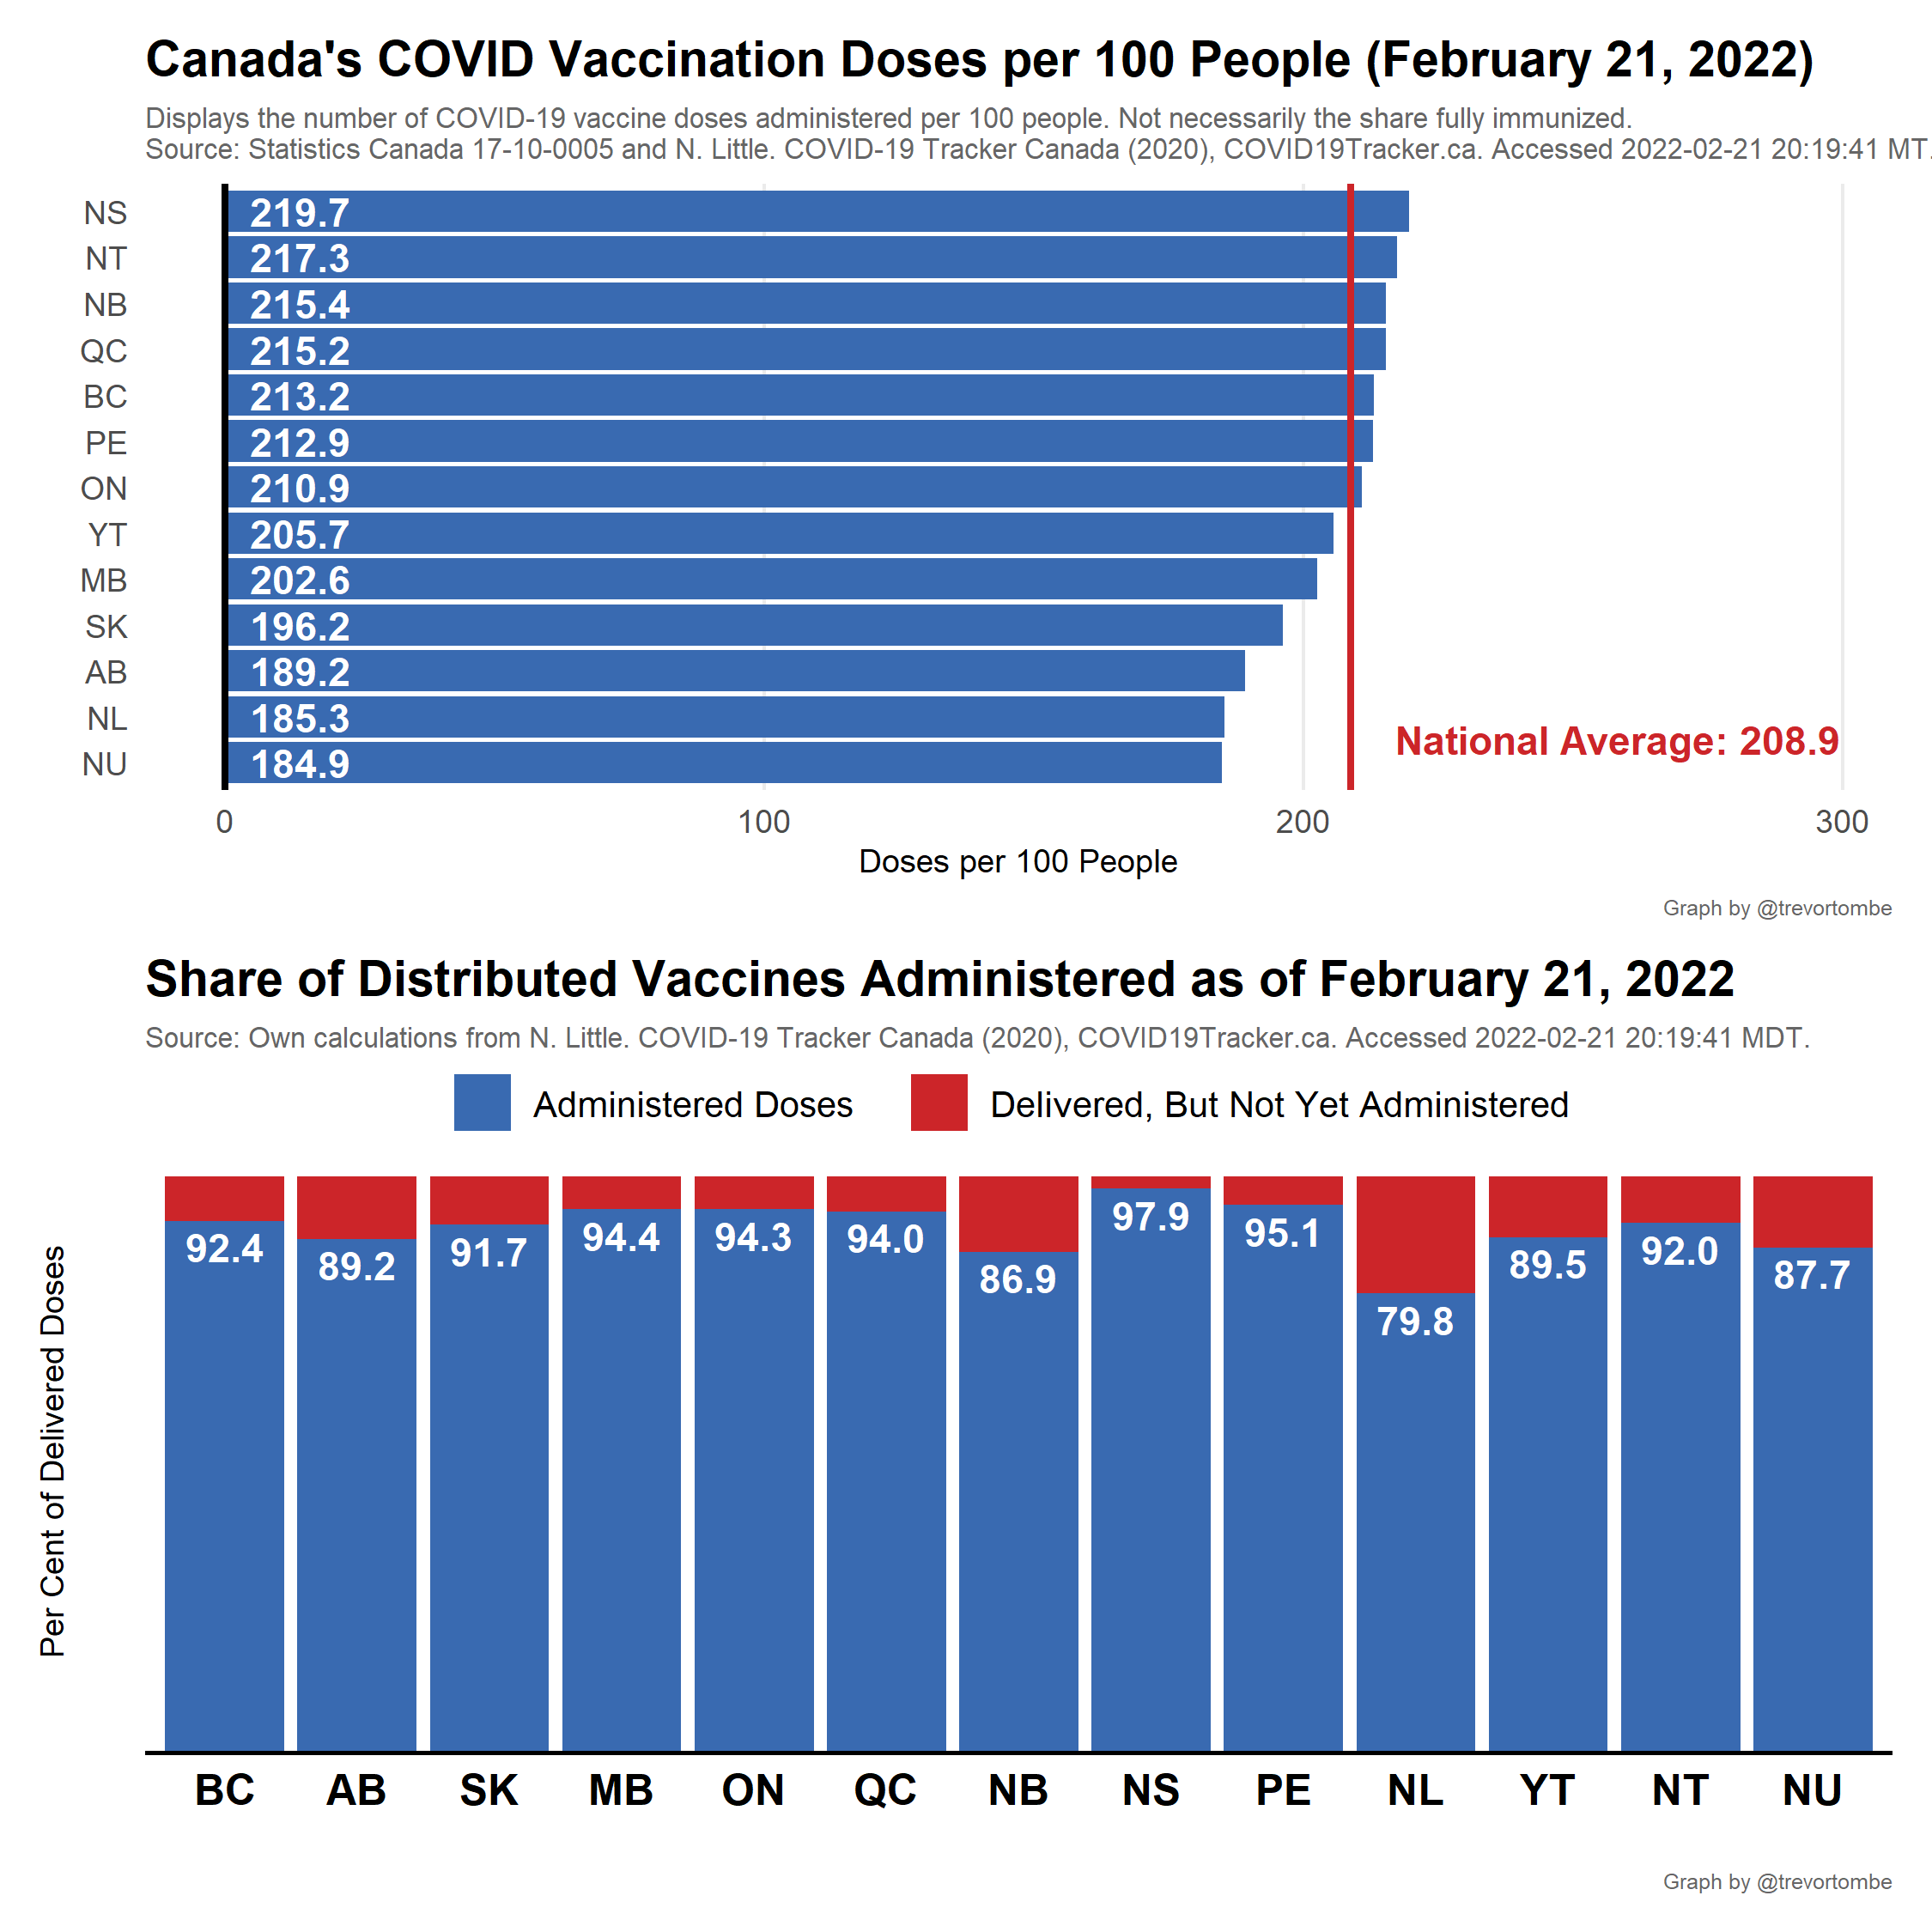 Canada's COVID Vaccination Doses per 100 People (February 21, 2022)
Displays the number of COVID-19 vaccine doses administered per 100 people. Not necessarily the share fully immunized.
Source: Statistics Canada 17-10-0005 and N. Little. COVID-19 Tracker Canada (2020), COVID19Tracker.ca. Accessed 2022-02-21 20:19:41 MT.
NS 219.7
NT 217.3
NB 215.4
QC 215.2
BC 213.2
PE 212.9
ON 210.9
YT 205.7
MB 202.6
SK 196.2
AB 189.2
NL 185.3
National Average: 208.9
NU 184.9
0 100 200 300
Doses per 100 People
Graph by @trevortombe
Share of Distributed Vaccines Administered as of February 21, 2022
Source: Own calculations from N. Little. COVID-19 Tracker Canada (2020), COVID19Tracker.ca. Accessed 2022-02-21 20:19:41 MDT.
Administered Doses Delivered, But Not Yet Administered
Per Cent of Delivered Doses
92.4 89.2 91.7 94.4 94.3 94.0 86.9 97.9 95.1 79.8 89.5 92.0 87.7
BC AB SK MB ON QC NB NS PE NL YT NT NU
Graph by @trevortombe